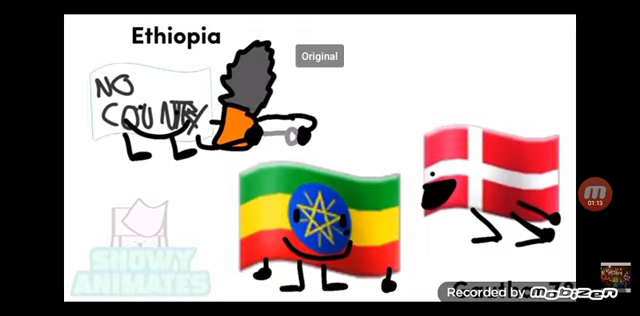 Ethiopia
Original
NO
COUNTRY
01:13
SHOWY
ANIMATES
Recorded by Mobizen